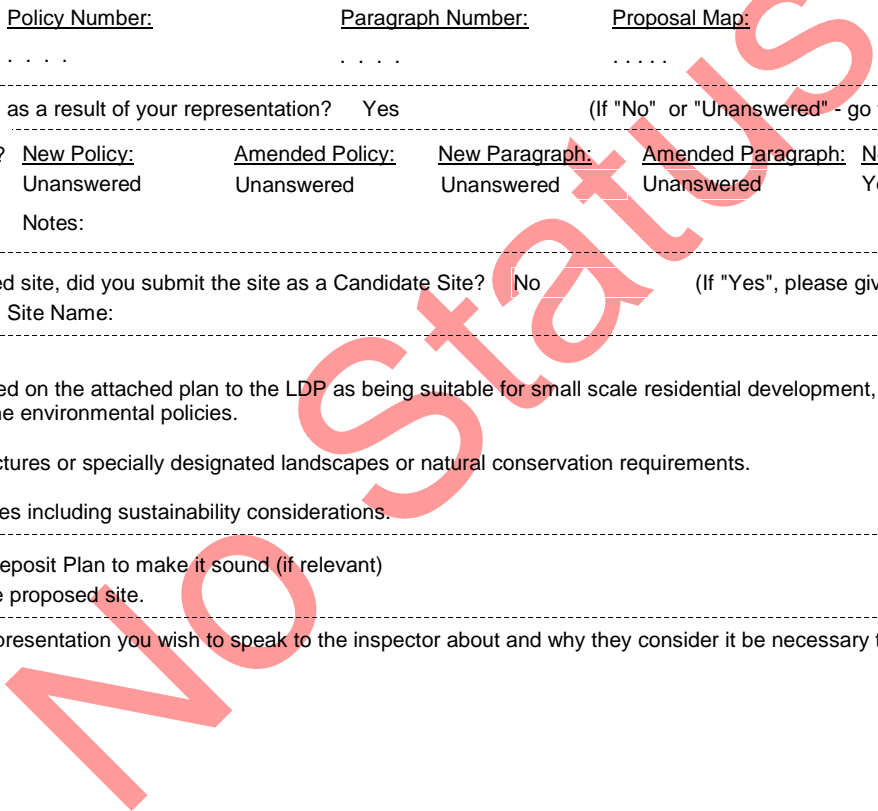 Policy Number: Paragraph Number: Proposal Map:
. . . . . . . . . . . . .
as a result of your representation? Yes (If "No" or "Unanswered" - go
? New Policy: Amended Policy: New Paragraph: Amended Paragraph:
Unanswered Unanswered Unanswered Unanswered
Notes:
ed site, did you submit the site as a Candidate Site? No (If "Yes", please giv
Site Name:
ed on the attached plan to the LDP as being suitable for small scale residential development,
ne environmental policies.
ctures or specially designated landscapes or natural conservation requirements.
es including sustainability considerations.
eposit Plan to make it sound (if relevant)
e proposed site.
presentation you wish to speak to the inspector about and why they consider it be necessary t
No Status